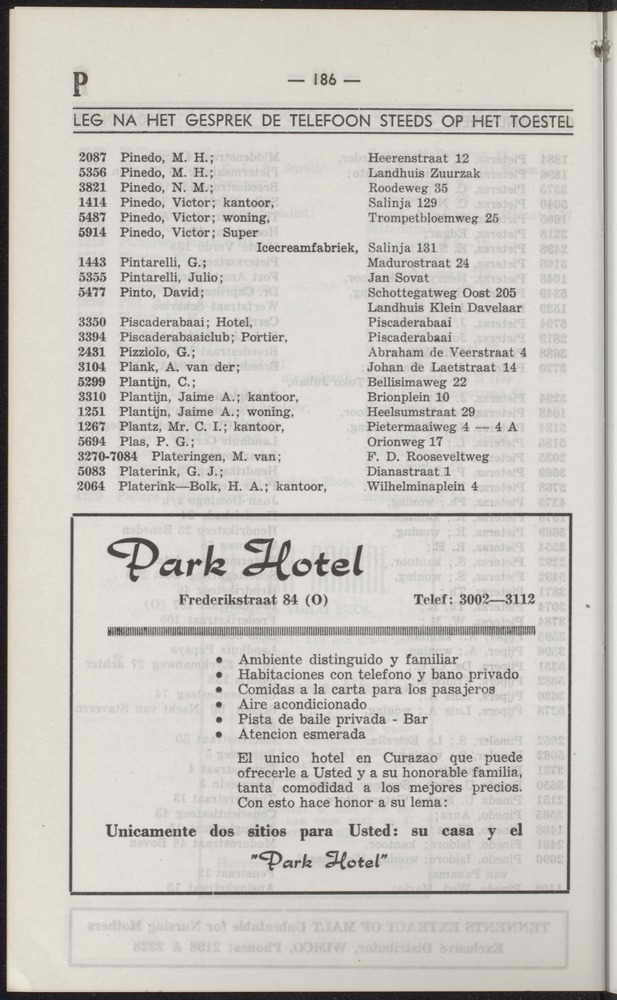 P
— 186 —
LEG NA HET GESPREK DE TELEFOON STEEDS OP HET TOESTEL
2087 Pinedo, M. H.; Heerenstraat 12
5356 Pinedo, M. H.; Landhuis Zuurzak
3821 Pinedo, N. M.; Roodeweg 35
1414 Pinedo, Victor; kantoor, Salinja 129
5487 Pinedo, Victor; woning, Trompetbloemweg 25
5914 Pinedo, Victor; Super
Icecreamfabriek, Salinja 131
1443 Pintarelli, G.; Madurostraat 24
5355 Pintarelli, Julio; Jan Sovat
5477 Pinto, David; Schottegatweg Oost 205
Landhuis Klein Davelaar
3350 Piscaderabaai; Hotel, Piscaderabaai
3394 Piscaderabaaiclub; Portier, Piscaderabaai
2431 Pizziolo, G.; Abraham de Veerstraat 4
3104 Plank, A. van der; Johan de Laetstraat 14
5299 Plantijn, C.; Bellisimaweg 22
3310 Plantijn, Jaime A.; kantoor, Brionplein 10
1251 Plantijn, Jaime A.; woning, Heelsumstraat 29
1267 Plantz, Mr. C. I.; kantoor, Pietermaaiweg 4 — 4 A
5694 Plas, P. G.; Orionweg 17
3270-7084 Plateringen, M. van; F. D. Rooseveltweg
5083 Platerink, G. J.; Dianastraat 1
2064 Platerink—Bolk, H. A.; kantoor, Wilhelminaplein 4
Park Hotel
Frederikstraat 84 (O) Telef: 3002—3112
• Ambiente distinguido y familiar
• Habitaciones con telefono y bano privado
• Comidas a la carta para los pasajeros
• Aire acondicionado
• Pista de baile privada - Bar
• Atencion esmerada
El unico hotel en Curazao que puede
ofrecerle a Usted y a su honorable familia,
tanta comodidad a los mejores precios.
Con esto hace honor a su lema:
Unicamente dos sitios para Usted: su casa y el
"Park Hotel"